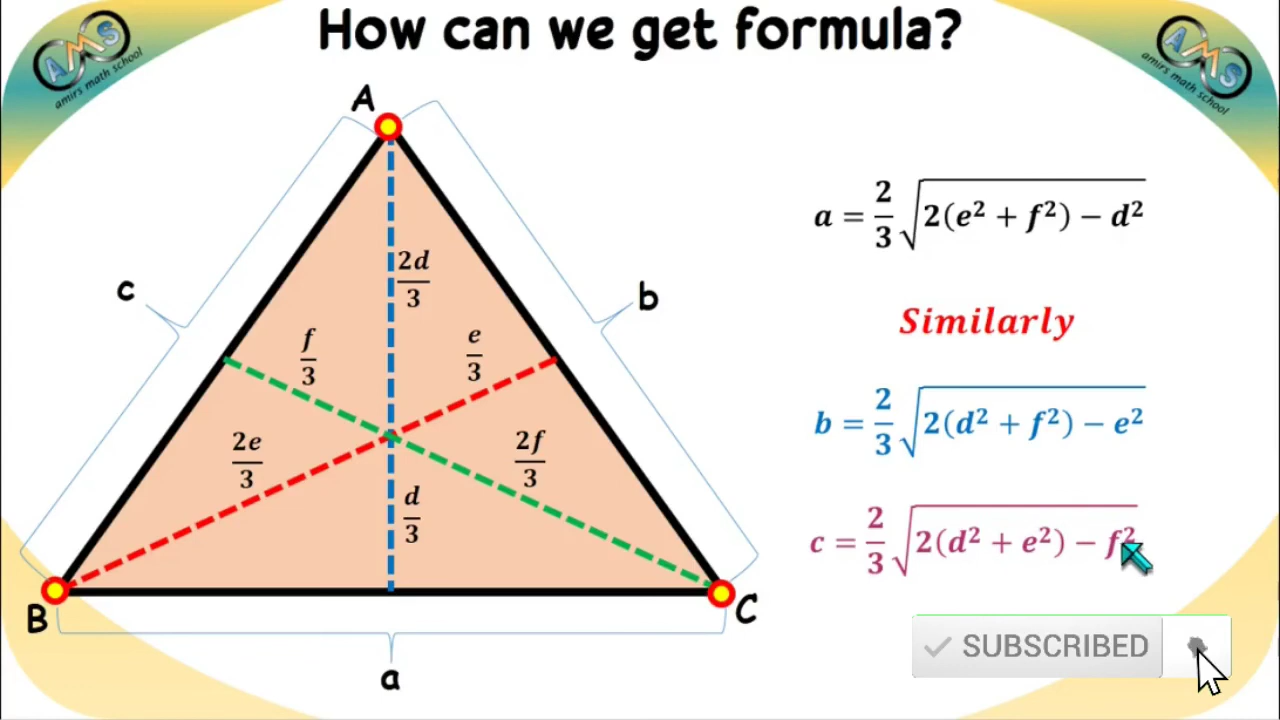 How can we get formula?
AMS
amirs math school
AMS
amirs math school
A
c
b
2d/3
f/3
e/3
2e/3
2f/3
d/3
B
C
a
a = 2/3 √(2(e² + f²) − d²)
Similarly
b = 2/3 √(2(d² + f²) − e²)
c = 2/3 √(2(d² + e²) − f²)
SUBSCRIBED